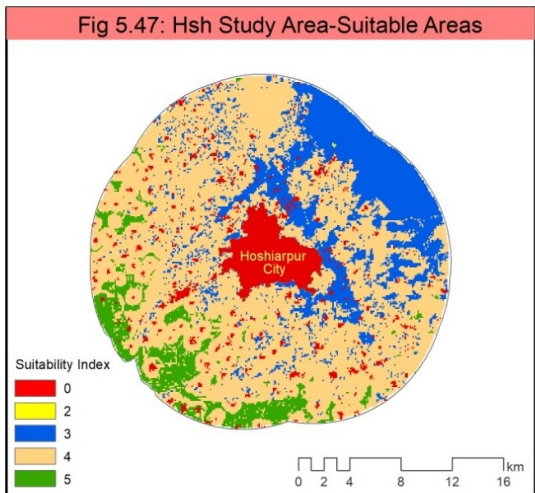 Fig 5.47: Hsh Study Area-Suitable Areas
Hoshiarpur
City
Suitability Index
0
2
3
4
5
km
0 2 4 8 12 16